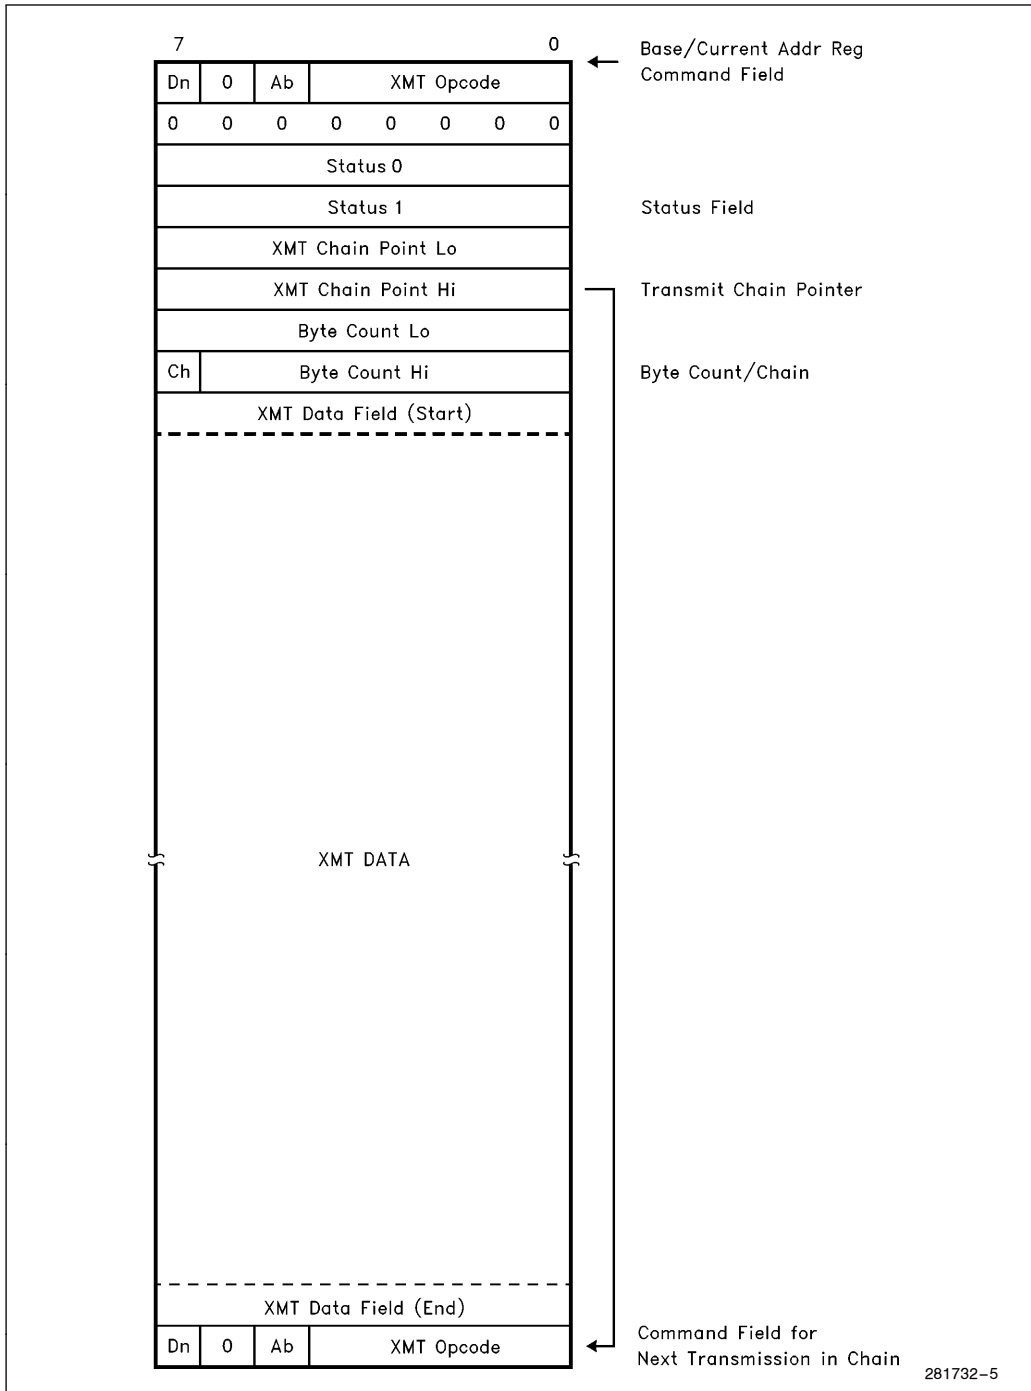 7 0 Base/Current Addr Reg
Dn 0 Ab XMT Opcode Command Field
0 0 0 0 0 0 0 0
Status 0
Status 1 Status Field
XMT Chain Point Lo
XMT Chain Point Hi Transmit Chain Pointer
Byte Count Lo
Ch Byte Count Hi Byte Count/Chain
XMT Data Field (Start)
XMT DATA
XMT Data Field (End)
Dn 0 Ab XMT Opcode Command Field for
Next Transmission in Chain
281732-5